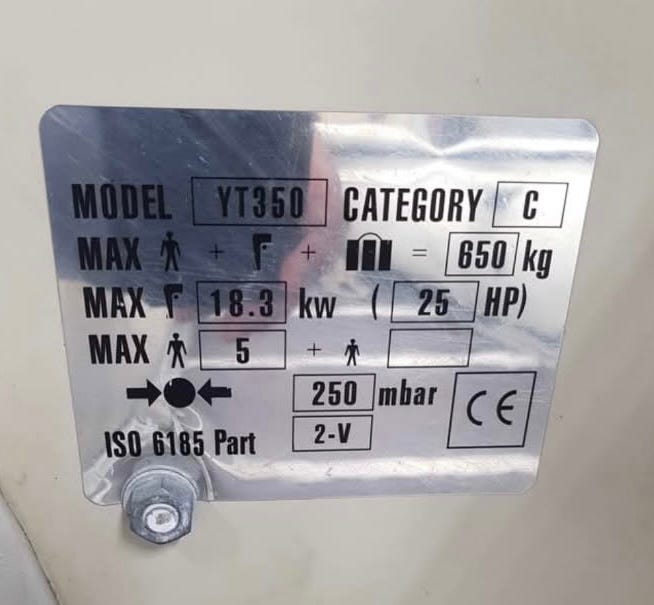 MODEL YT350 CATEGORY C
MAX + + = 650 kg
MAX 18.3 kw ( 25 HP)
MAX 5 +
250 mbar
ISO 6185 Part 2-V
CE